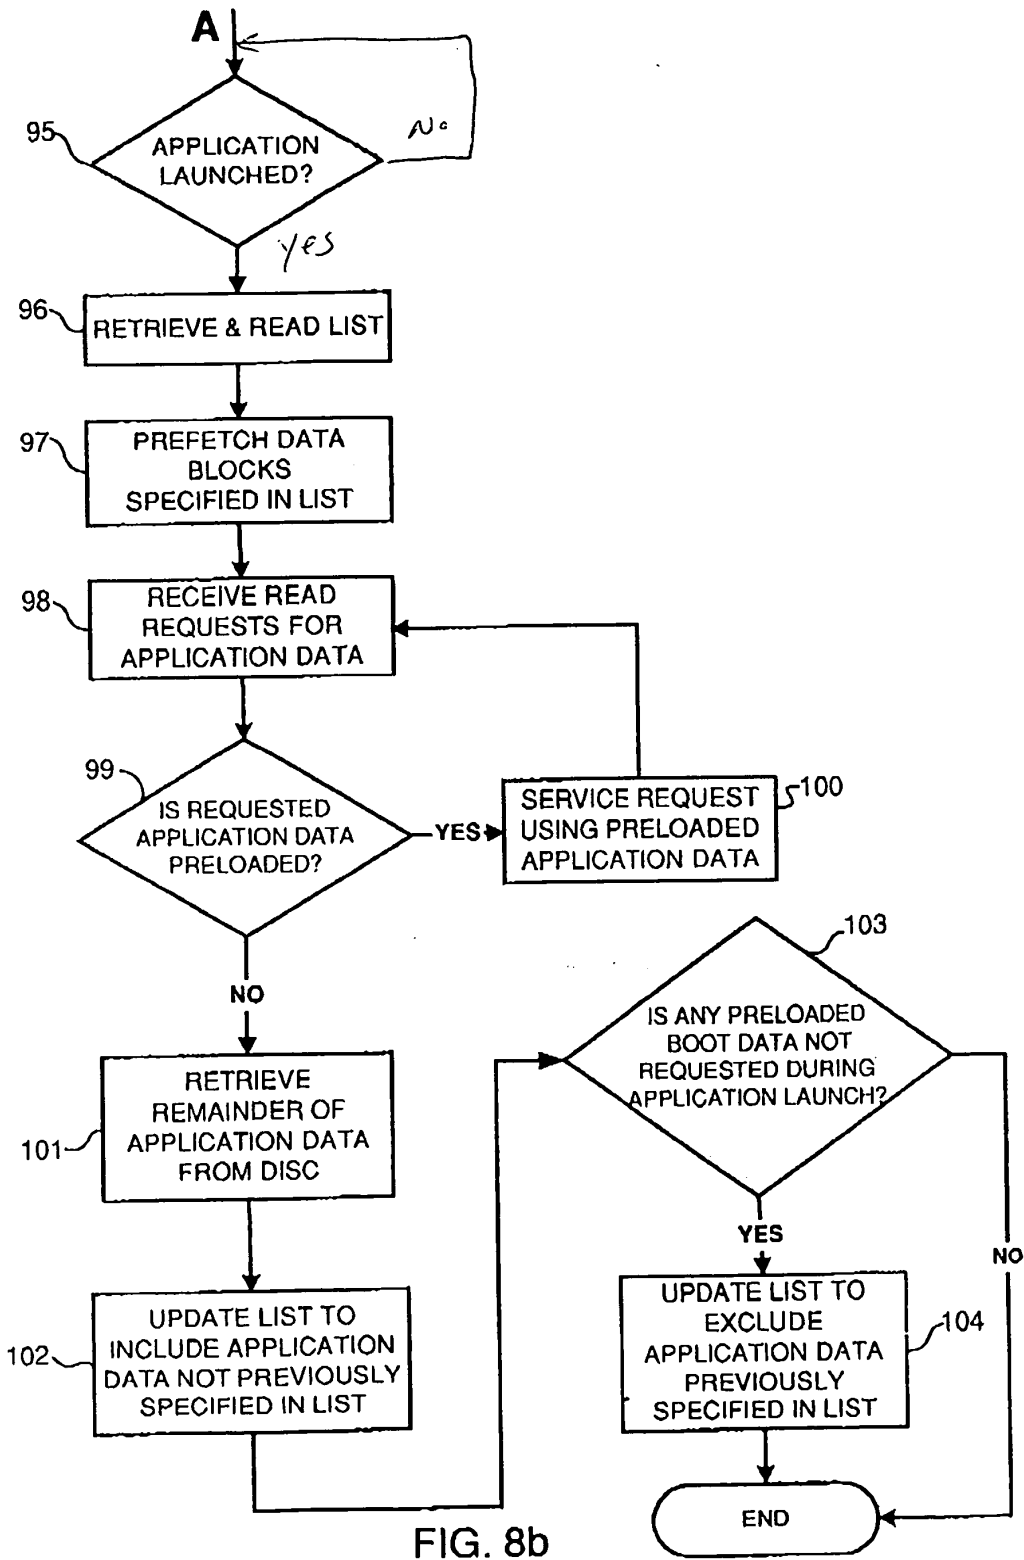 A
95
APPLICATION
LAUNCHED?
No
Yes
96
RETRIEVE & READ LIST
97
PREFETCH DATA
BLOCKS
SPECIFIED IN LIST
98
RECEIVE READ
REQUESTS FOR
APPLICATION DATA
99
IS REQUESTED
APPLICATION DATA
PRELOADED?
YES
SERVICE REQUEST
USING PRELOADED
APPLICATION DATA
100
NO
101
RETRIEVE
REMAINDER OF
APPLICATION DATA
FROM DISC
102
UPDATE LIST TO
INCLUDE APPLICATION
DATA NOT PREVIOUSLY
SPECIFIED IN LIST
103
IS ANY PRELOADED
BOOT DATA NOT
REQUESTED DURING
APPLICATION LAUNCH?
YES
NO
UPDATE LIST TO
EXCLUDE
APPLICATION DATA
PREVIOUSLY
SPECIFIED IN LIST
104
END
FIG. 8b